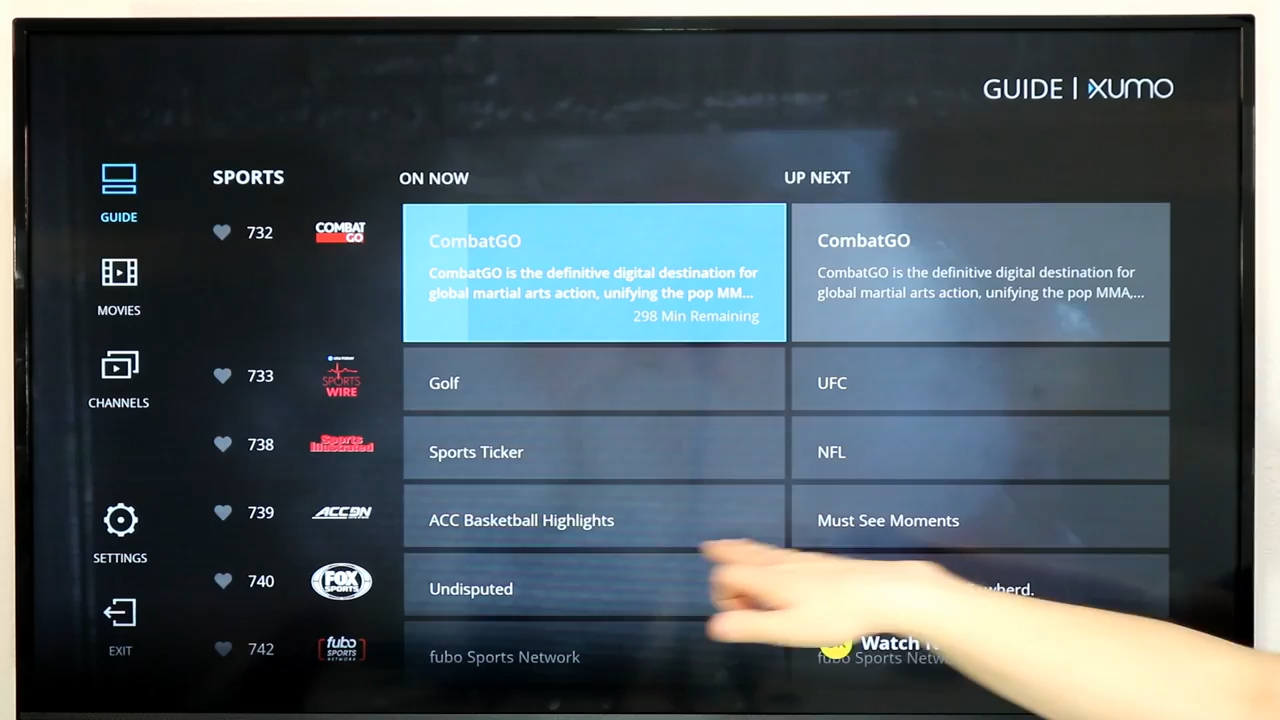 GUIDE | XUMO
SPORTS
ON NOW
UP NEXT
GUIDE
732
COMBAT
GO
CombatGO
CombatGO is the definitive digital destination for
global martial arts action, unifying the pop MM...
298 Min Remaining
CombatGO
CombatGO is the definitive digital destination for
global martial arts action, unifying the pop MMA,...
MOVIES
733
SPORTS
WIRE
Golf
UFC
CHANNELS
738
Sports
Illustrated
Sports Ticker
NFL
739
ACCDN
ACC Basketball Highlights
Must See Moments
SETTINGS
740
FOX
SPORTS
Undisputed
EXIT
742
fubo
SPORTS
NETWORK
fubo Sports Network
Watch
fubo Sports